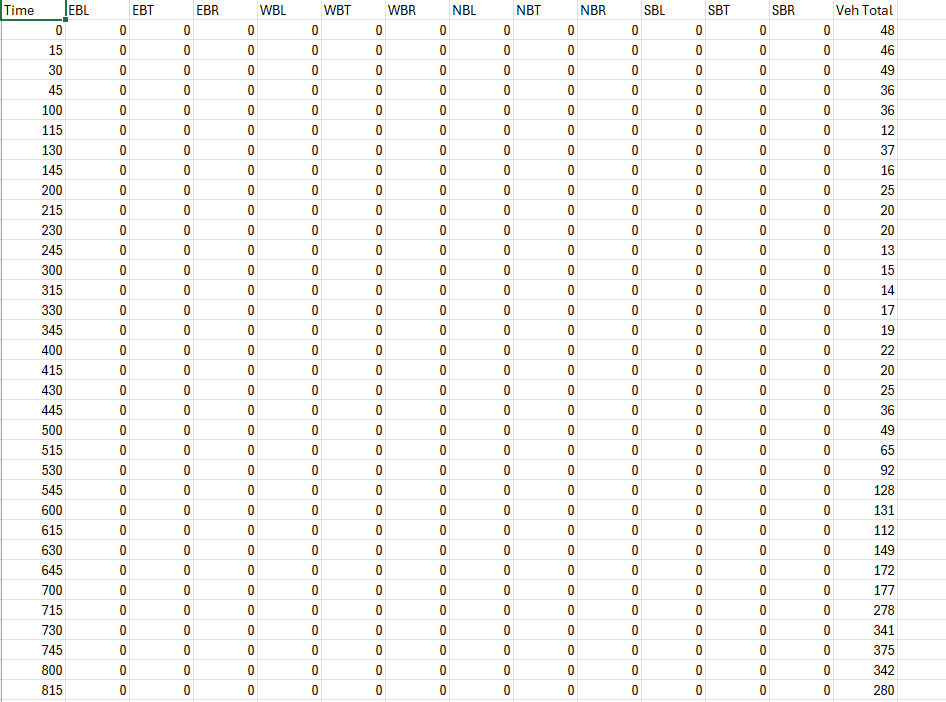 Time EBL EBT EBR WBL WBT WBR NBL NBT NBR SBL SBT SBR Veh Total
0 0 0 0 0 0 0 0 0 0 0 0 0 48
15 0 0 0 0 0 0 0 0 0 0 0 0 46
30 0 0 0 0 0 0 0 0 0 0 0 0 49
45 0 0 0 0 0 0 0 0 0 0 0 0 36
100 0 0 0 0 0 0 0 0 0 0 0 0 36
115 0 0 0 0 0 0 0 0 0 0 0 0 12
130 0 0 0 0 0 0 0 0 0 0 0 0 37
145 0 0 0 0 0 0 0 0 0 0 0 0 16
200 0 0 0 0 0 0 0 0 0 0 0 0 25
215 0 0 0 0 0 0 0 0 0 0 0 0 20
230 0 0 0 0 0 0 0 0 0 0 0 0 20
245 0 0 0 0 0 0 0 0 0 0 0 0 13
300 0 0 0 0 0 0 0 0 0 0 0 0 15
315 0 0 0 0 0 0 0 0 0 0 0 0 14
330 0 0 0 0 0 0 0 0 0 0 0 0 17
345 0 0 0 0 0 0 0 0 0 0 0 0 19
400 0 0 0 0 0 0 0 0 0 0 0 0 22
415 0 0 0 0 0 0 0 0 0 0 0 0 20
430 0 0 0 0 0 0 0 0 0 0 0 0 25
445 0 0 0 0 0 0 0 0 0 0 0 0 36
500 0 0 0 0 0 0 0 0 0 0 0 0 49
515 0 0 0 0 0 0 0 0 0 0 0 0 65
530 0 0 0 0 0 0 0 0 0 0 0 0 92
545 0 0 0 0 0 0 0 0 0 0 0 0 128
600 0 0 0 0 0 0 0 0 0 0 0 0 131
615 0 0 0 0 0 0 0 0 0 0 0 0 112
630 0 0 0 0 0 0 0 0 0 0 0 0 149
645 0 0 0 0 0 0 0 0 0 0 0 0 172
700 0 0 0 0 0 0 0 0 0 0 0 0 177
715 0 0 0 0 0 0 0 0 0 0 0 0 278
730 0 0 0 0 0 0 0 0 0 0 0 0 341
745 0 0 0 0 0 0 0 0 0 0 0 0 375
800 0 0 0 0 0 0 0 0 0 0 0 0 342
815 0 0 0 0 0 0 0 0 0 0 0 0 280